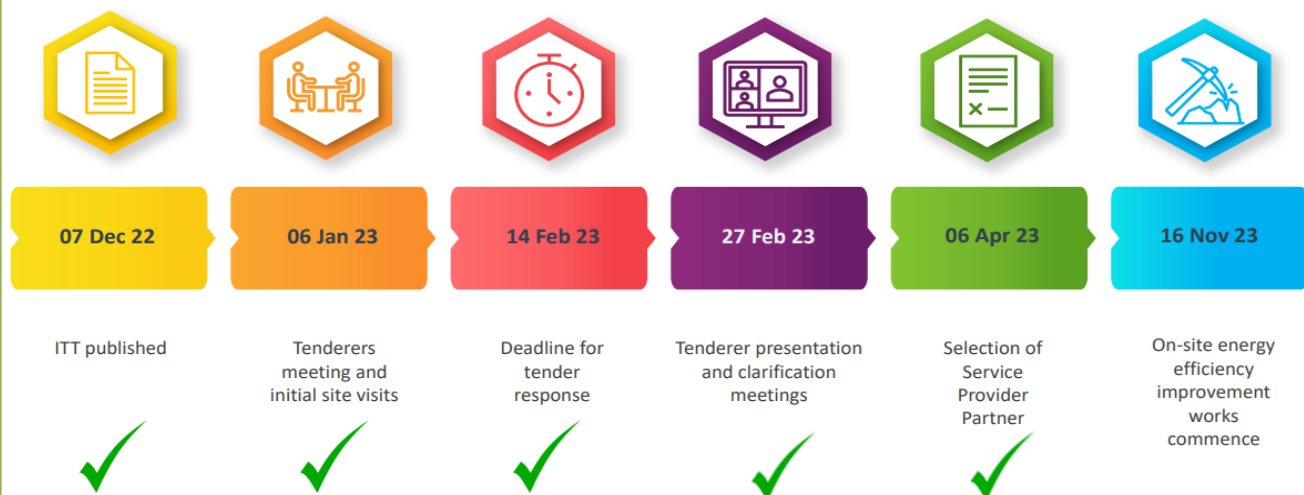 07 Dec 22
06 Jan 23
14 Feb 23
27 Feb 23
06 Apr 23
16 Nov 23
ITT published
Tenderers
meeting and
initial site visits
Deadline for
tender
response
Tenderer presentation
and clarification
meetings
Selection of
Service
Provider
Partner
On-site energy
efficiency
improvement
works
commence